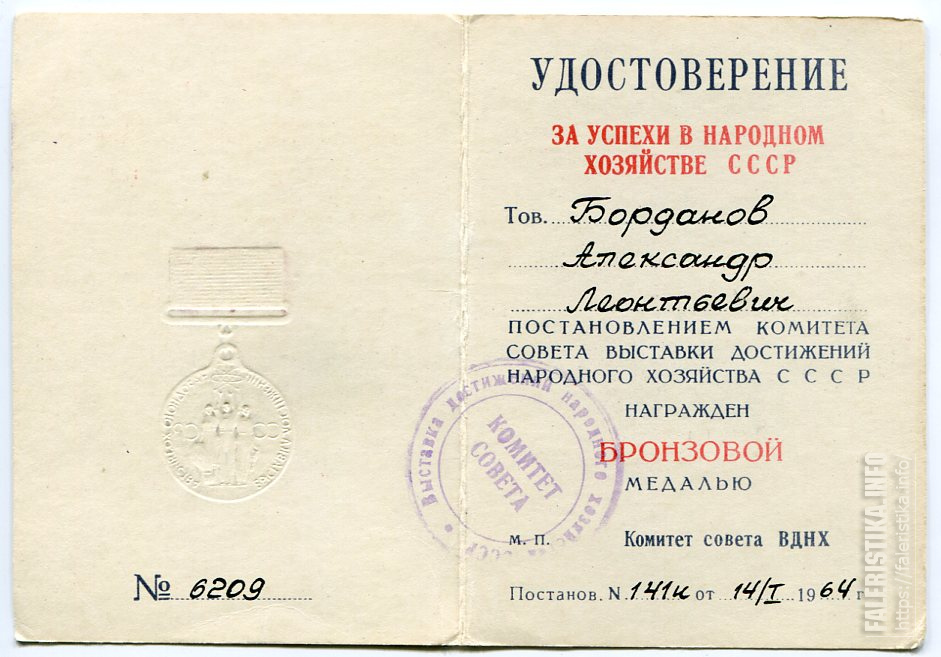 № 6209
УДОСТОВЕРЕНИЕ
ЗА УСПЕХИ В НАРОДНОМ
ХОЗЯЙСТВЕ СССР
Тов. Борданов
Александр
Леонтьевич
ПОСТАНОВЛЕНИЕМ КОМИТЕТА
СОВЕТА ВЫСТАВКИ ДОСТИЖЕНИЙ
НАРОДНОГО ХОЗЯЙСТВА СССР
НАГРАЖДЕН
БРОНЗОВОЙ
МЕДАЛЬЮ
М. П. Комитет совета ВДНХ
Постанов. N 141к от 14/I 1964 г
Выставка достижений народного хозяйства СССР
КОМИТЕТ
СОВЕТА
FALERISTIKA.INFO
https://faleristika.info/